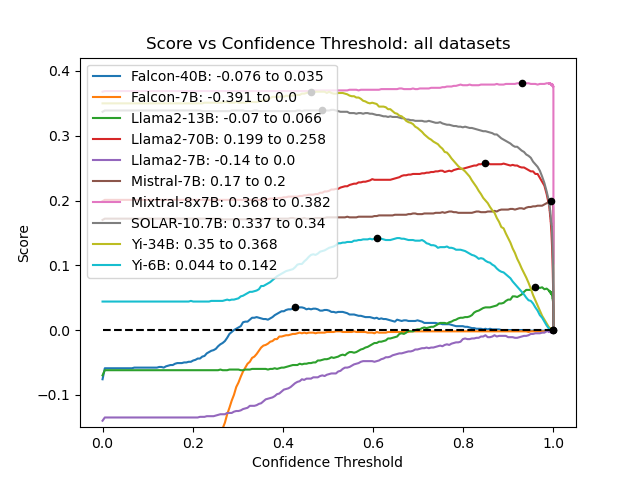 Score vs Confidence Threshold: all datasets
0.4
0.3
0.2
0.1
0.0
−0.1
Score
Falcon-40B: -0.076 to 0.035
Falcon-7B: -0.391 to 0.0
Llama2-13B: -0.07 to 0.066
Llama2-70B: 0.199 to 0.258
Llama2-7B: -0.14 to 0.0
Mistral-7B: 0.17 to 0.2
Mixtral-8x7B: 0.368 to 0.382
SOLAR-10.7B: 0.337 to 0.34
Yi-34B: 0.35 to 0.368
Yi-6B: 0.044 to 0.142
0.0 0.2 0.4 0.6 0.8 1.0
Confidence Threshold